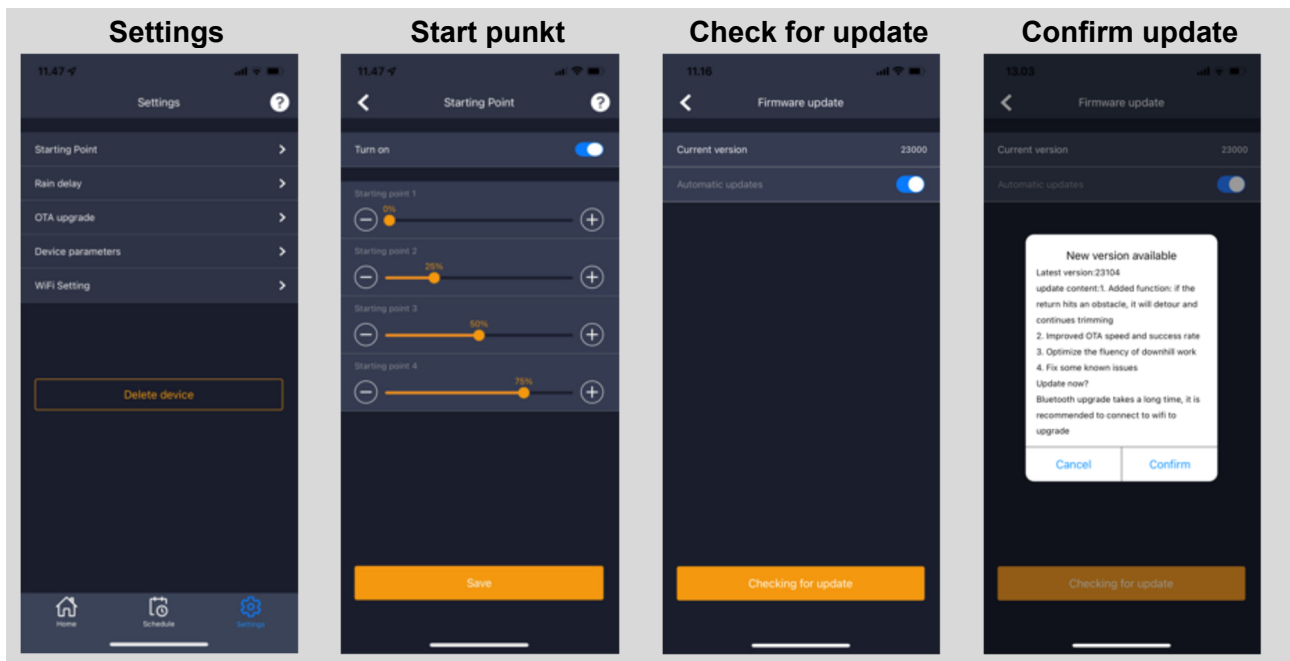 Settings
11.47
Settings
?
Starting Point
Rain delay
OTA upgrade
Device parameters
WiFi Setting
Delete device
Home
Schedule
Settings
Start punkt
11.47
Starting Point
?
Turn on
Starting point 1
0%
Starting point 2
25%
Starting point 3
50%
Starting point 4
75%
Save
Check for update
11.16
Firmware update
Current version 23000
Automatic updates
Checking for update
Confirm update
13.03
Firmware update
Current version 23000
Automatic updates
New version available
Latest version:23104
update content:1. Added function: if the
return hits an obstacle, it will detour and
continues trimming
2. Improved OTA speed and success rate
3. Optimize the fluency of downhill work
4. Fix some known issues
Update now?
Bluetooth upgrade takes a long time, it is
recommended to connect to wifi to
upgrade
Cancel
Confirm
Checking for update